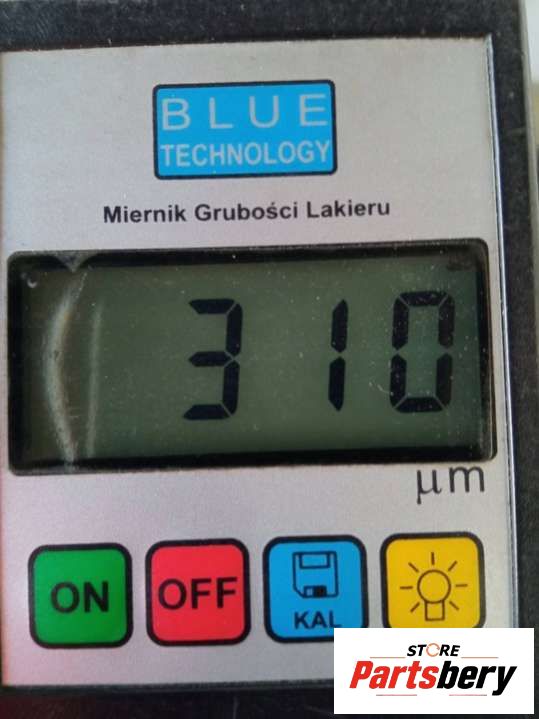 BLUE
TECHNOLOGY
Miernik Grubości Lakieru
310
μm
ON
OFF
KAL
STORE
Partsbery